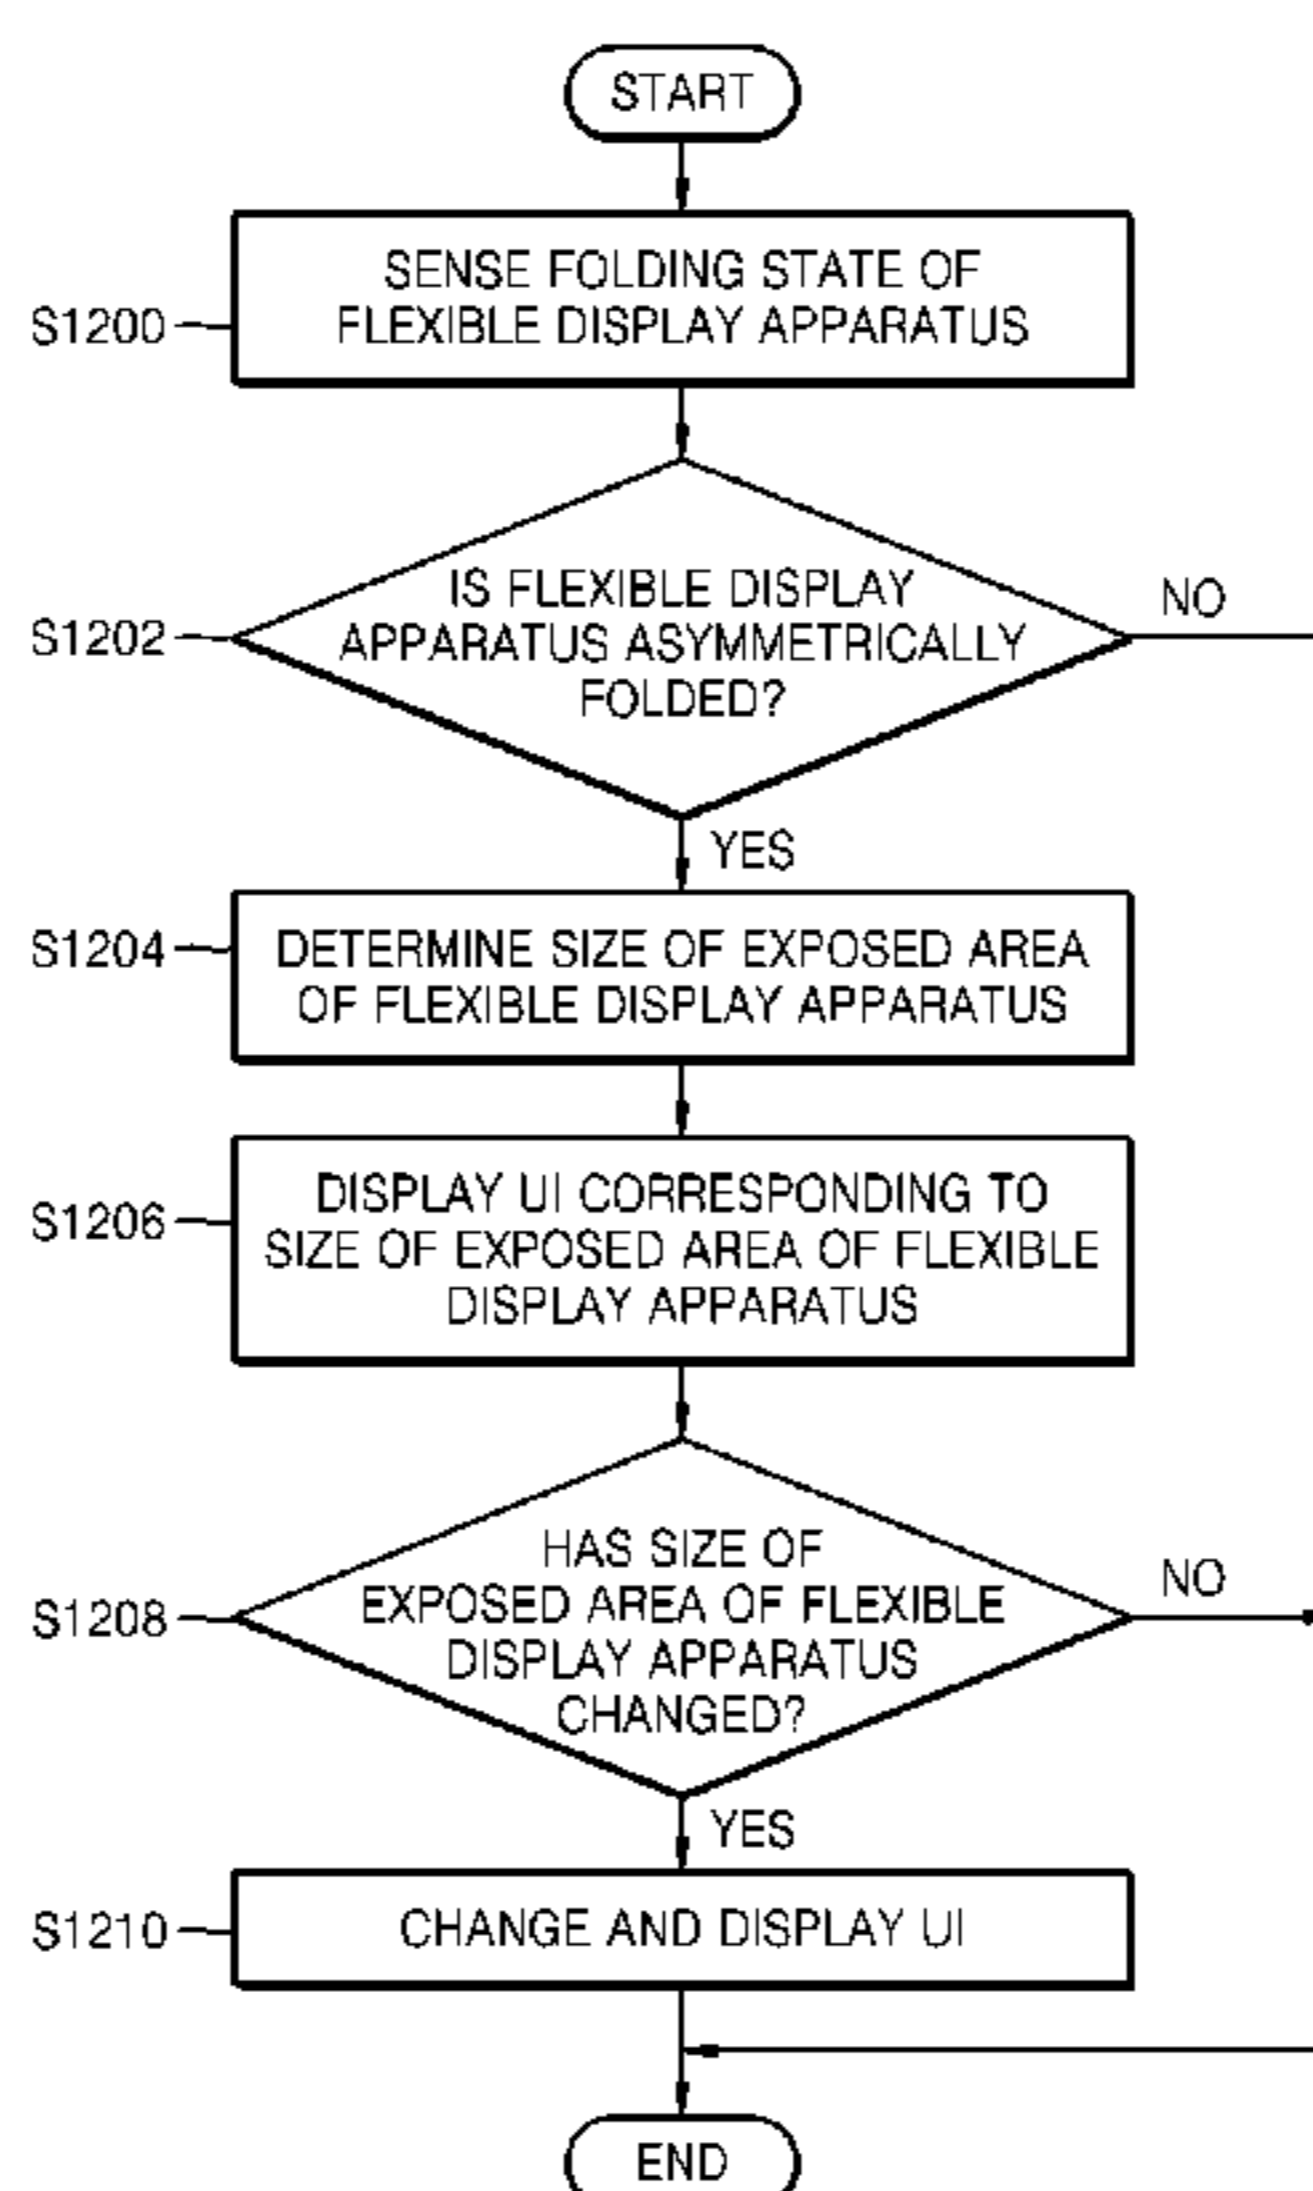 START
S1200
SENSE FOLDING STATE OF
FLEXIBLE DISPLAY APPARATUS
S1202
IS FLEXIBLE DISPLAY
APPARATUS ASYMMETRICALLY
FOLDED?
NO
YES
S1204
DETERMINE SIZE OF EXPOSED AREA
OF FLEXIBLE DISPLAY APPARATUS
S1206
DISPLAY UI CORRESPONDING TO
SIZE OF EXPOSED AREA OF FLEXIBLE
DISPLAY APPARATUS
S1208
HAS SIZE OF
EXPOSED AREA OF FLEXIBLE
DISPLAY APPARATUS
CHANGED?
NO
YES
S1210
CHANGE AND DISPLAY UI
END